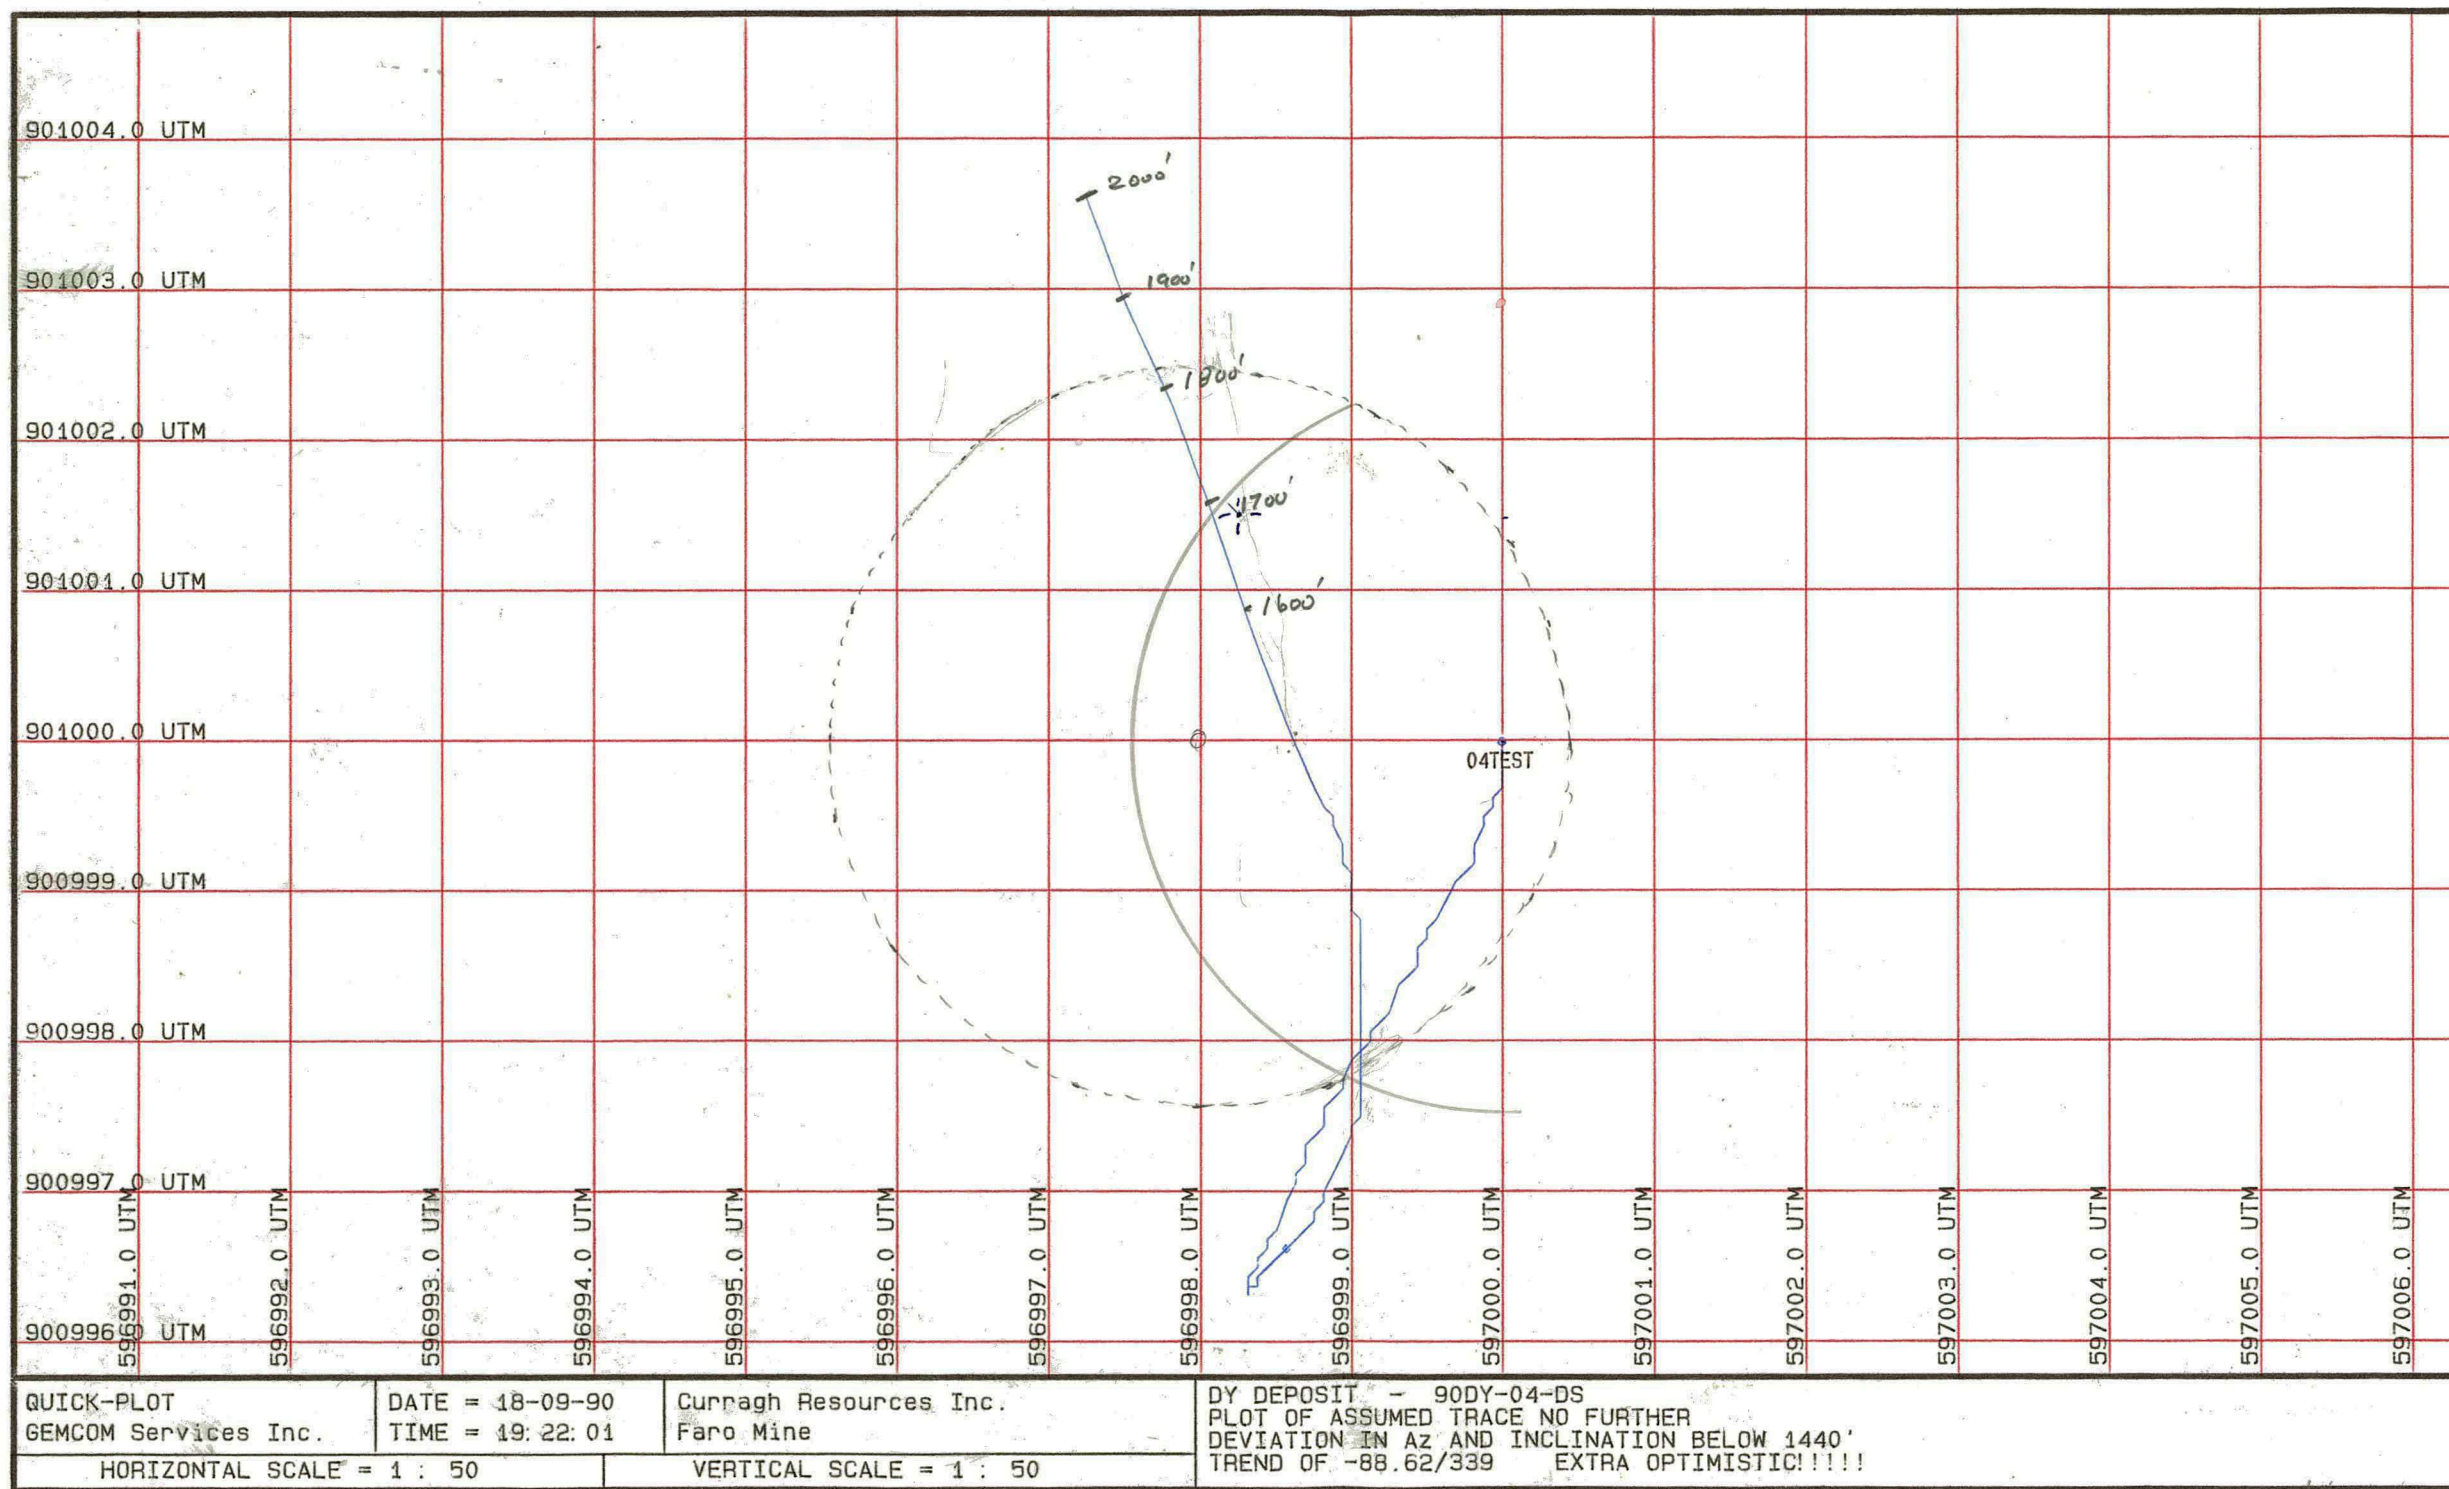 901004.0 UTM
2000'
901003.0 UTM
1900'
1800'
901002.0 UTM
1700'
901001.0 UTM
1600'
901000.0 UTM
04TEST
900999.0 UTM
900998.0 UTM
900997.0 UTM
900996.0 UTM
596991.0 UTM
596992.0 UTM
596993.0 UTM
596994.0 UTM
596995.0 UTM
596996.0 UTM
596997.0 UTM
596998.0 UTM
596999.0 UTM
597000.0 UTM
597001.0 UTM
597002.0 UTM
597003.0 UTM
597004.0 UTM
597005.0 UTM
597006.0 UTM
QUICK-PLOT
GEMCOM Services Inc.
DATE = 18-09-90
TIME = 19:22:01
Curragh Resources Inc.
Faro Mine
HORIZONTAL SCALE = 1 : 50
VERTICAL SCALE = 1 : 50
DY DEPOSIT - 90DY-04-DS
PLOT OF ASSUMED TRACE NO FURTHER
DEVIATION IN Az AND INCLINATION BELOW 1440'
TREND OF -88.62/339 EXTRA OPTIMISTIC!!!!!